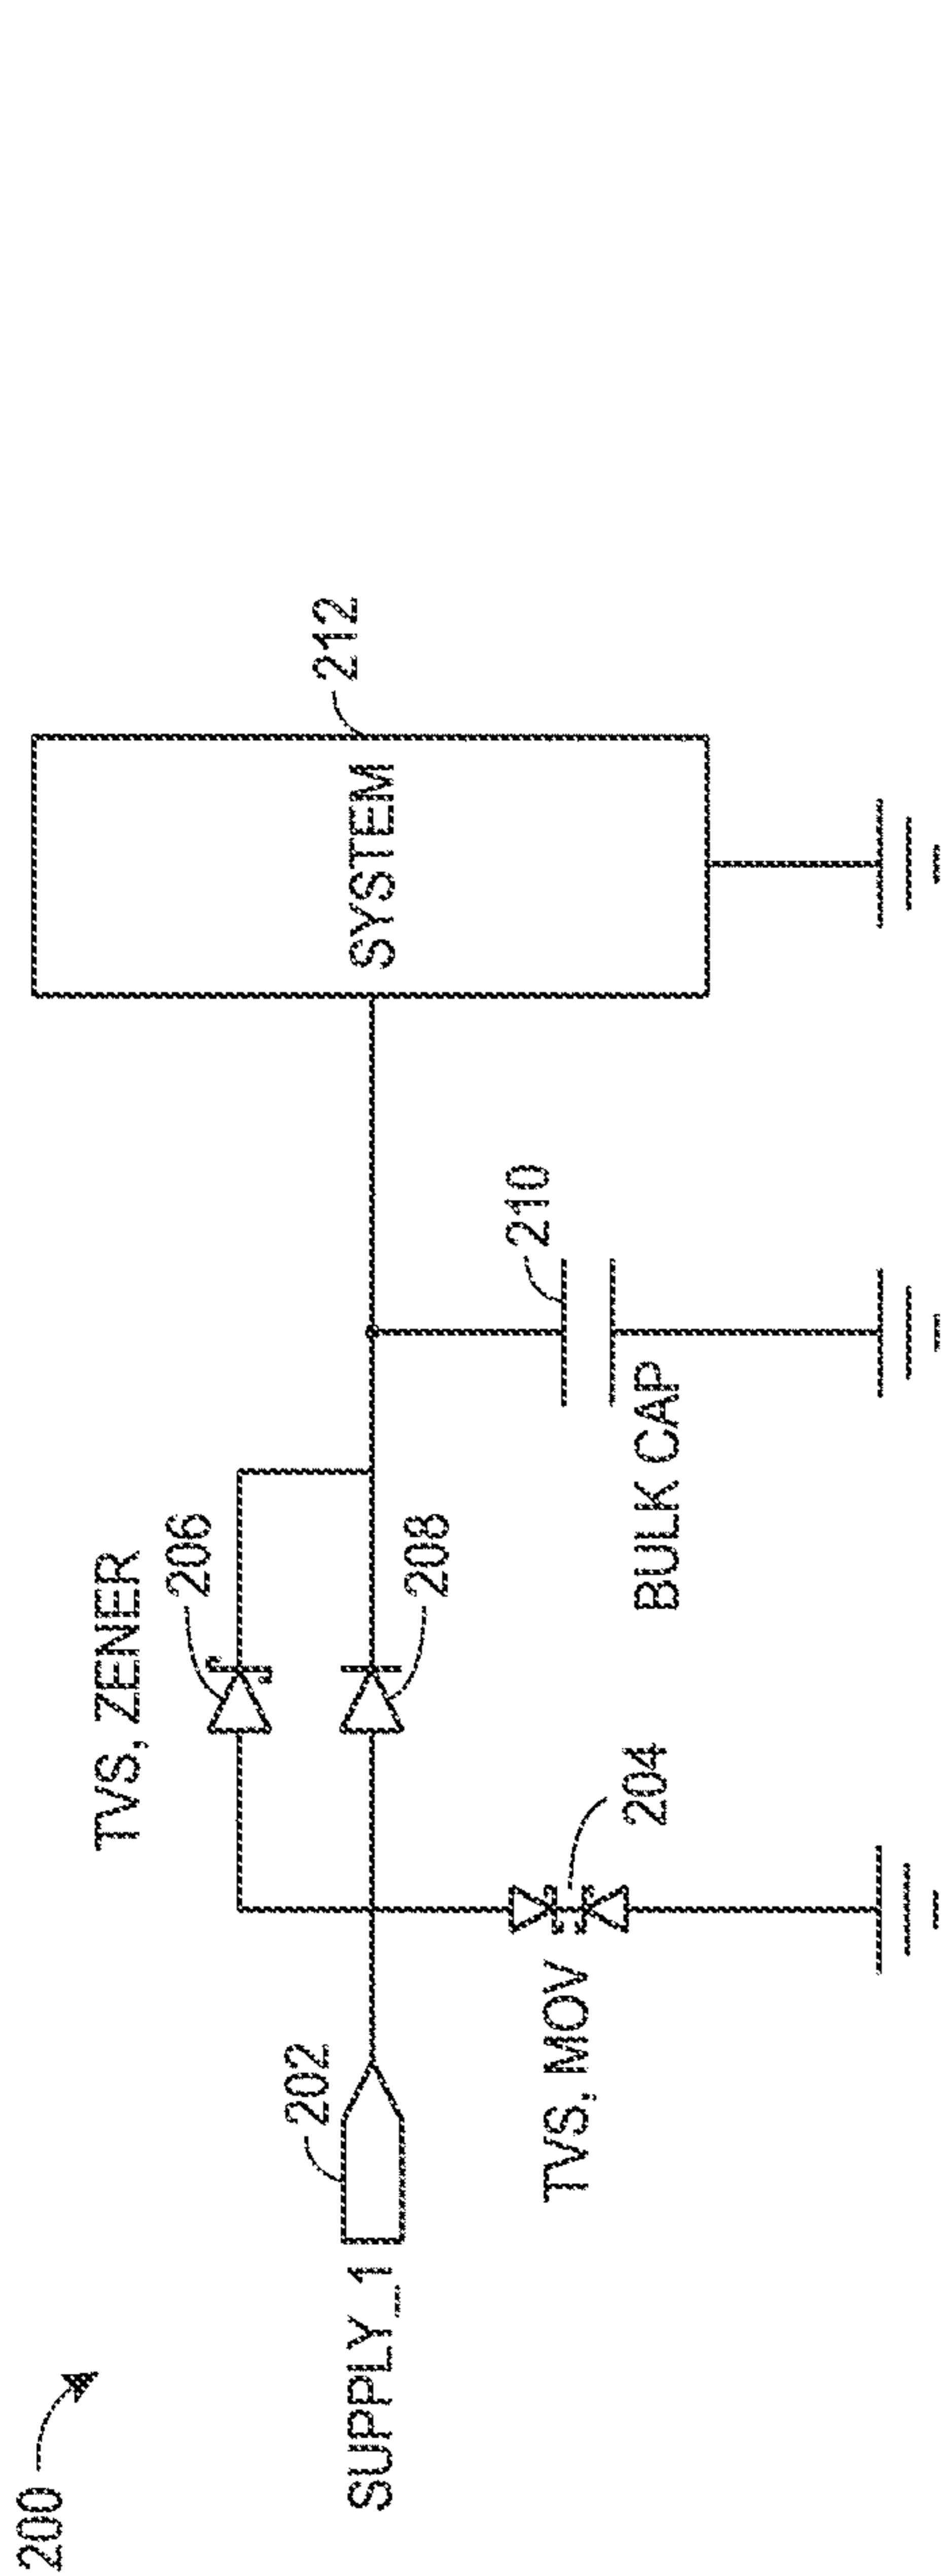 200
TVS, ZENER
206
208
212
202
SUPPLY_1
SYSTEM
210
TVS, MOV
204
BULK CAP